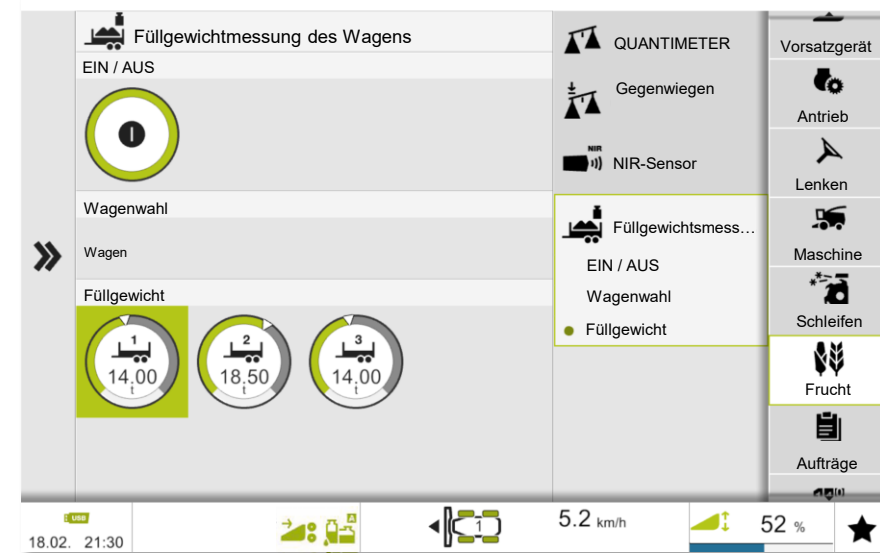 Füllgewichtmessung des Wagens
EIN / AUS
Wagenwahl
Wagen
Füllgewicht
1
14.00
t
2
18.50
t
3
14.00
t
QUANTIMETER
Gegenwiegen
NIR
NIR-Sensor
Füllgewichtsmess…
EIN / AUS
Wagenwahl
Füllgewicht
Vorsatzgerät
Antrieb
Lenken
Maschine
Schleifen
Frucht
Aufträge
USB
18.02. 21:30
A
1
5.2 km/h
52 %